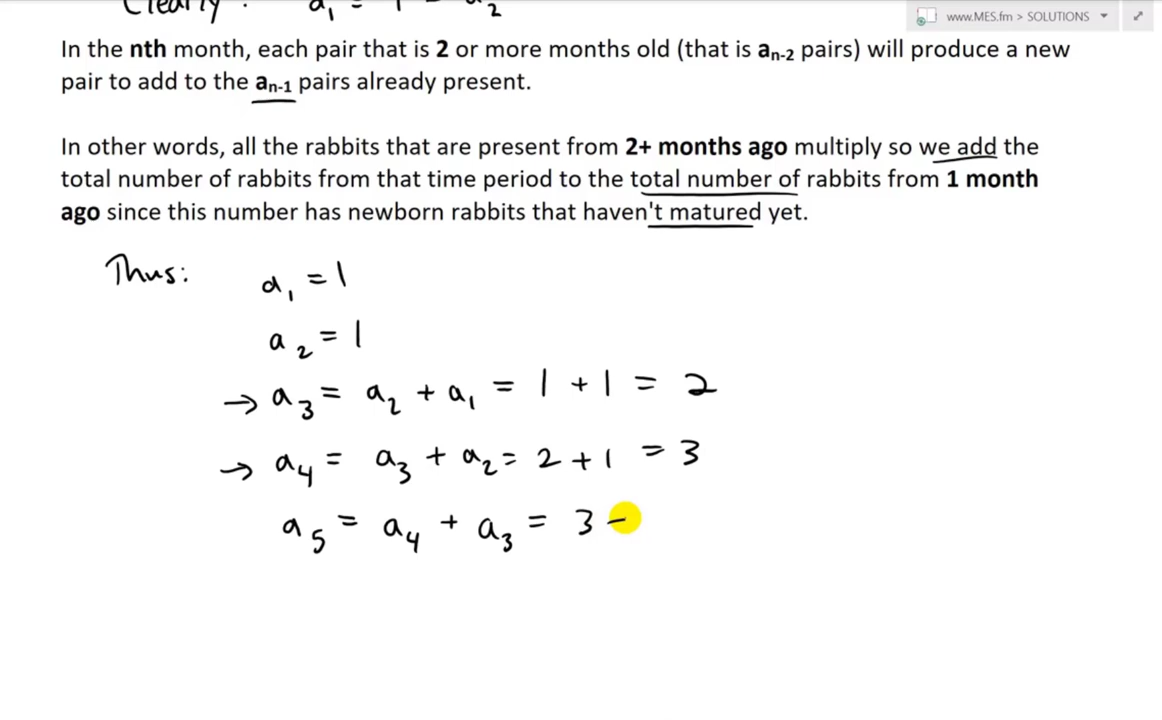 Clearly: a₁ = 1 = a₂
www.MES.fm > SOLUTIONS
In the nth month, each pair that is 2 or more months old (that is aₙ₋₂ pairs) will produce a new
pair to add to the aₙ₋₁ pairs already present.
In other words, all the rabbits that are present from 2+ months ago multiply so we add the
total number of rabbits from that time period to the total number of rabbits from 1 month
ago since this number has newborn rabbits that haven't matured yet.
Thus: a₁ = 1
a₂ = 1
→ a₃ = a₂ + a₁ = 1 + 1 = 2
→ a₄ = a₃ + a₂ = 2 + 1 = 3
a₅ = a₄ + a₃ = 3 -